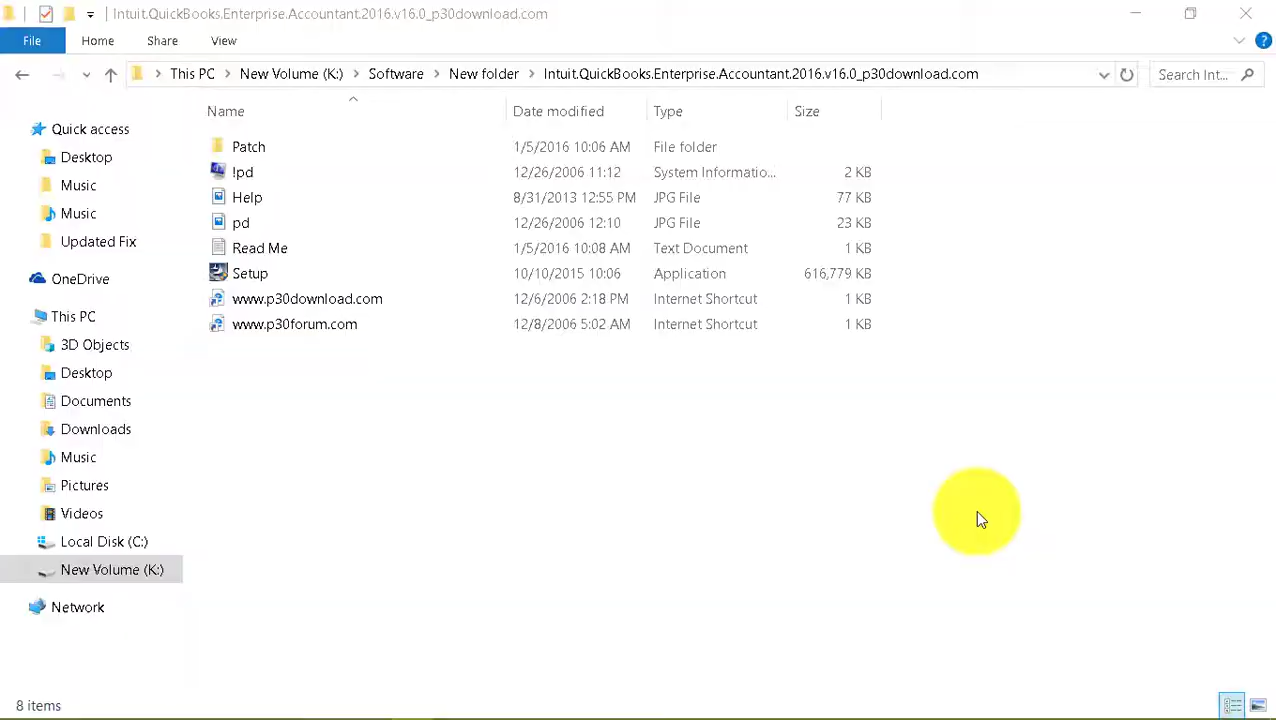 Intuit.QuickBooks.Enterprise.Accountant.2016.v16.0_p30download.com
File Home Share View
This PC New Volume (K:) Software New folder Intuit.QuickBooks.Enterprise.Accountant.2016.v16.0_p30download.com Search Int...
Name Date modified Type Size
Patch 1/5/2016 10:06 AM File folder
!pd 12/26/2006 11:12 System Informatio... 2 KB
Help 8/31/2013 12:55 PM JPG File 77 KB
pd 12/26/2006 12:10 JPG File 23 KB
Read Me 1/5/2016 10:08 AM Text Document 1 KB
Setup 10/10/2015 10:06 Application 616,779 KB
www.p30download.com 12/6/2006 2:18 PM Internet Shortcut 1 KB
www.p30forum.com 12/8/2006 5:02 AM Internet Shortcut 1 KB
Quick access
Desktop
Music
Music
Updated Fix
OneDrive
This PC
3D Objects
Desktop
Documents
Downloads
Music
Pictures
Videos
Local Disk (C:)
New Volume (K:)
Network
8 items